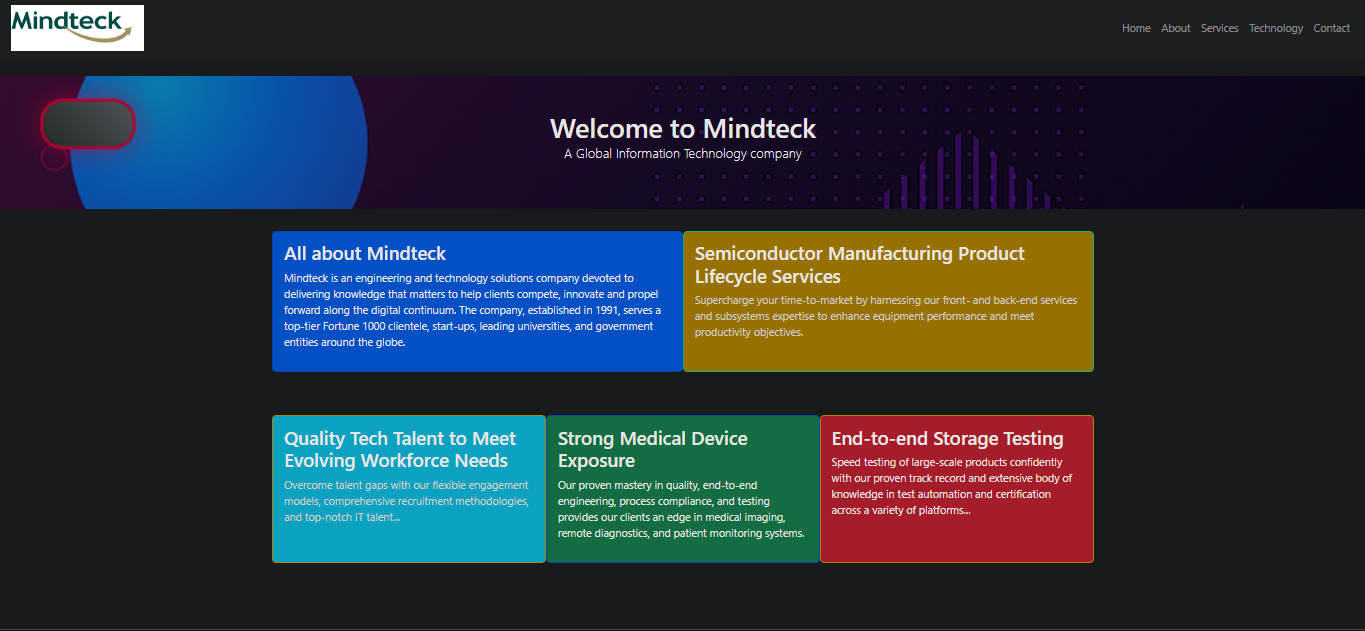 Mindteck
Home About Services Technology Contact
Welcome to Mindteck
A Global Information Technology company
All about Mindteck
Mindteck is an engineering and technology solutions company devoted to
delivering knowledge that matters to help clients compete, innovate and propel
forward along the digital continuum. The company, established in 1991, serves a
top-tier Fortune 1000 clientele, start-ups, leading universities, and government
entities around the globe.
Semiconductor Manufacturing Product
Lifecycle Services
Supercharge your time-to-market by harnessing our front- and back-end services
and subsystems expertise to enhance equipment performance and meet
productivity objectives.
Quality Tech Talent to Meet
Evolving Workforce Needs
Overcome talent gaps with our flexible engagement
models, comprehensive recruitment methodologies,
and top-notch IT talent...
Strong Medical Device
Exposure
Our proven mastery in quality, end-to-end
engineering, process compliance, and testing
provides our clients an edge in medical imaging,
remote diagnostics, and patient monitoring systems.
End-to-end Storage Testing
Speed testing of large-scale products confidently
with our proven track record and extensive body of
knowledge in test automation and certification
across a variety of platforms...